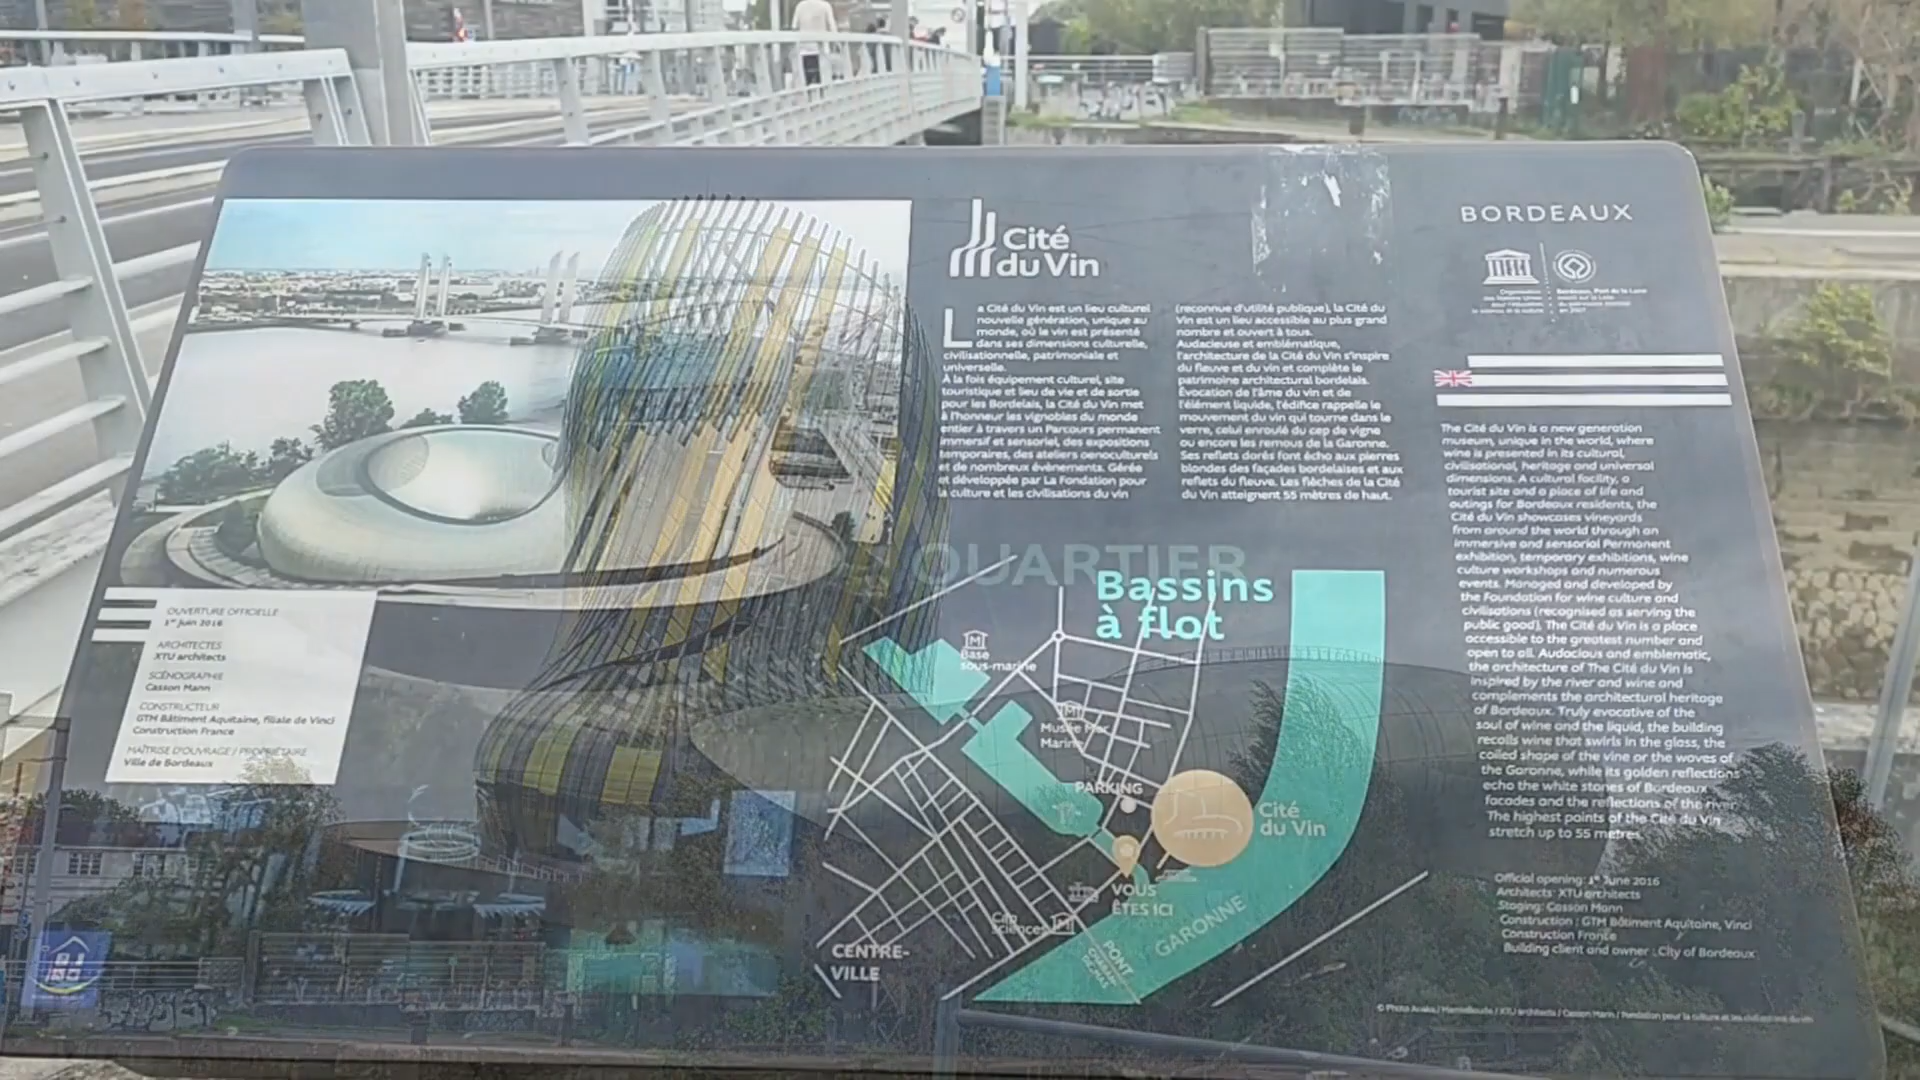 Cité
du Vin
La Cité du Vin est un lieu culturel
nouvelle génération, unique au
monde, où le vin est présenté
dans ses dimensions culturelle,
civilisationnelle, patrimoniale et
universelle.
À la fois équipement culturel, site
touristique et lieu de vie et de sortie
pour les Bordelais, la Cité du Vin met
à l'honneur les vignobles du monde
entier à travers un Parcours permanent
immersif et sensoriel, des expositions
temporaires, des ateliers oenoculturels
et de nombreux évènements. Gérée
et développée par La Fondation pour
la culture et les civilisations du vin
(reconnue d'utilité publique), la Cité du
Vin est un lieu accessible au plus grand
nombre et ouvert à tous.
Audacieuse et emblématique,
l'architecture de la Cité du Vin s'inspire
du fleuve et du vin et complète le
patrimoine architectural bordelais.
Évocation de l'âme du vin et de
l'élément liquide, l'édifice rappelle le
mouvement du vin qui tourne dans le
verre, celui enroulé du cep de vigne
ou encore les remous de la Garonne.
Ses reflets dorés font écho aux pierres
blondes des façades bordelaises et aux
reflets du fleuve. Les flèches de la Cité
du Vin atteignent 55 mètres de haut.
BORDEAUX
Bordeaux, Port de la Lune
en 2007
The Cité du Vin is a new generation
museum, unique in the world, where
wine is presented in its cultural,
civilisational, heritage and universal
dimensions. A cultural facility, a
tourist site and a place of life and
outings for Bordeaux residents, the
Cité du Vin showcases vineyards
from around the world through an
immersive and sensorial Permanent
exhibition, temporary exhibitions, wine
culture workshops and numerous
events. Managed and developed by
the Foundation for wine culture and
civilisations (recognised as serving the
public good), The Cité du Vin is a place
accessible to the greatest number and
open to all. Audacious and emblematic,
the architecture of The Cité du Vin is
inspired by the river and wine and
complements the architectural heritage
of Bordeaux. Truly evocative of the
soul of wine and the liquid, the building
recalls wine that swirls in the glass, the
coiled shape of the vine or the waves of
the Garonne, while its golden reflections
echo the white stones of Bordeaux
facades and the reflections of the river.
The highest points of the Cité du Vin
stretch up to 55 metres.
Official opening: 1st June 2016
Architects: XTU architects
Staging: Casson Mann
Construction : GTM Bâtiment Aquitaine, Vinci
Construction France
Building client and owner : City of Bordeaux
OUVERTURE OFFICIELLE
1er juin 2016
ARCHITECTES
XTU architects
SCÉNOGRAPHIE
Casson Mann
CONSTRUCTEUR
GTM Bâtiment Aquitaine, filiale de Vinci
Construction France
MAÎTRISE D'OUVRAGE / PROPRIÉTAIRE
Ville de Bordeaux
QUARTIER
Bassins
à flot
Base
sous-marine
Musée Mer
Marine
PARKING
Cité
du Vin
VOUS
ÊTES ICI
Cap
sciences
GARONNE
PONT
CHABAN
DELMAS
CENTRE-
VILLE